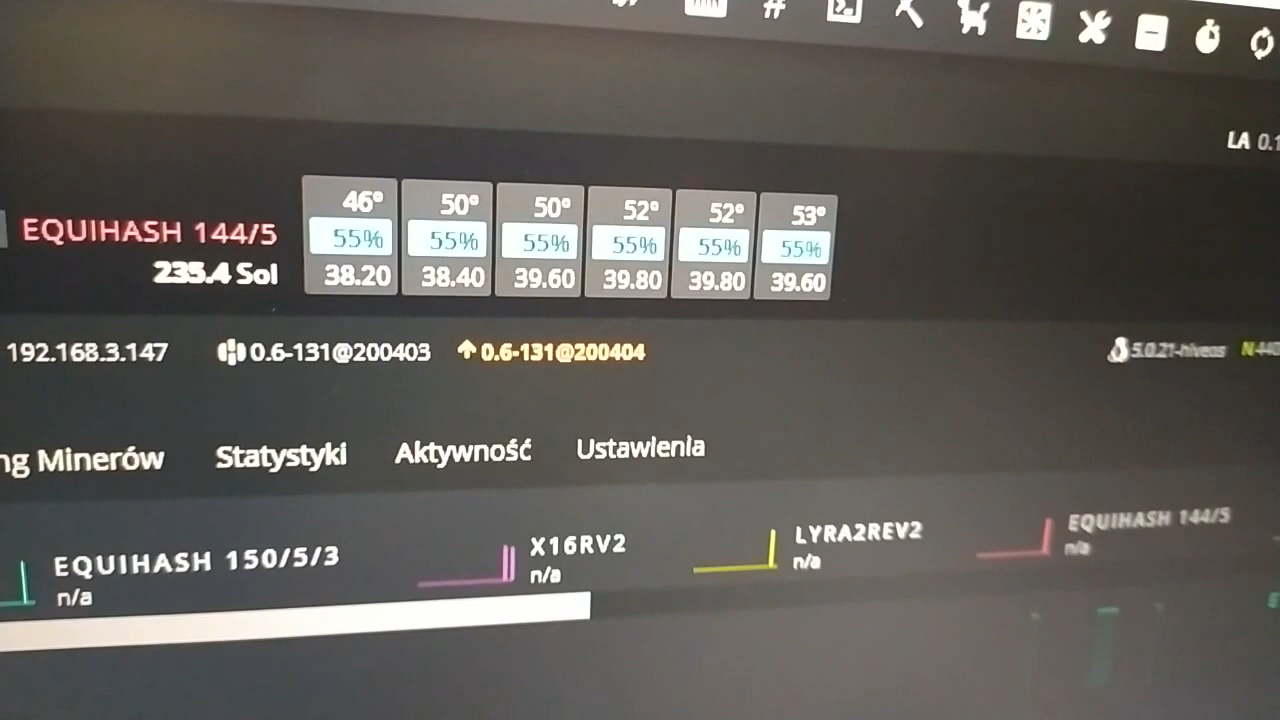 LA 0.1
46° 50° 50° 52° 52° 53°
EQUIHASH 144/5 55% 55% 55% 55% 55% 55%
235.4 Sol 38.20 38.40 39.60 39.80 39.80 39.60
192.168.3.147 0.6-131@200403 0.6-131@200404 5.0.21-hiveos N 440
ng Minerów Statystyki Aktywność Ustawienia
EQUIHASH 150/5/3 X16RV2 LYRA2REV2 EQUIHASH 144/5
n/a n/a n/a n/a